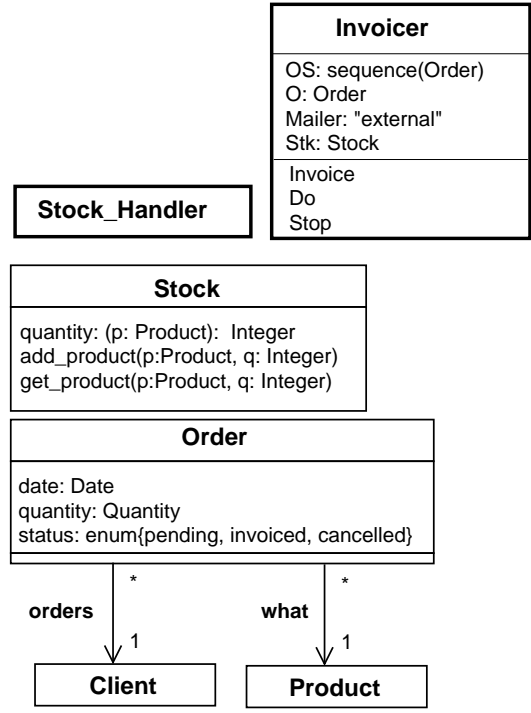 Invoicer
OS: sequence(Order)
O: Order
Mailer: "external"
Stk: Stock
Invoice
Do
Stop
Stock_Handler
Stock
quantity: (p: Product): Integer
add_product(p:Product, q: Integer)
get_product(p:Product, q: Integer)
Order
date: Date
quantity: Quantity
status: enum{pending, invoiced, cancelled}
* *
orders what
1 1
Client Product